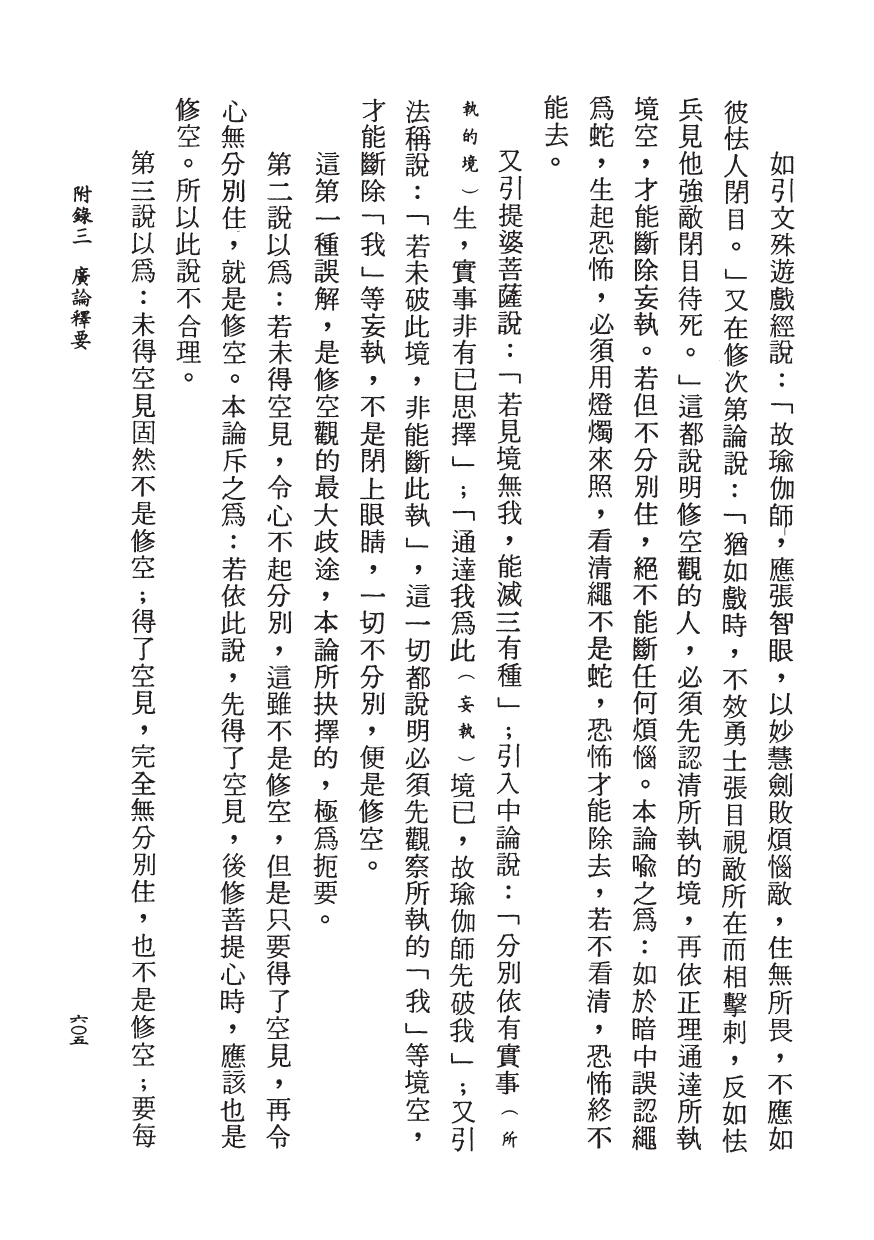 如引文殊遊戲經說：「故瑜伽師，應張智眼，以妙慧劍敗煩惱敵，住無所畏，不應如
彼怯人閉目。」又在修次第論說：「猶如戲時，不效勇士張目視敵所在而相擊刺，反如怯
兵見他強敵閉目待死。」這都說明修空觀的人，必須先認清所執的境，再依正理通達所執
境空，才能斷除妄執。若但不分別住，絕不能斷任何煩惱。本論喻之爲：如於暗中誤認繩
爲蛇，生起恐怖，必須用燈燭來照，看清繩不是蛇，恐怖才能除去，若不看清，恐怖終不
能去。
又引提婆菩薩說：「若見境無我，能滅三有種」；引入中論說：「分別依有實事（所
執的境）生，實事非有已思擇」；「通達我爲此（妄執）境已，故瑜伽師先破我」；又引
法稱說：「若未破此境，非能斷此執」，這一切都說明必須先觀察所執的「我」等境空，
才能斷除「我」等妄執，不是閉上眼睛，一切不分別，便是修空。
這第一種誤解，是修空觀的最大歧途，本論所抉擇的，極爲扼要。
第二說以爲：若未得空見，令心不起分別，這雖不是修空，但是只要得了空見，再令
心無分別住，就是修空。本論斥之爲：若依此說，先得了空見，後修菩提心時，應該也是
修空。所以此說不合理。
第三說以爲：未得空見固然不是修空；得了空見，完全無分別住，也不是修空；要每
附錄三　廣論釋要
六〇五